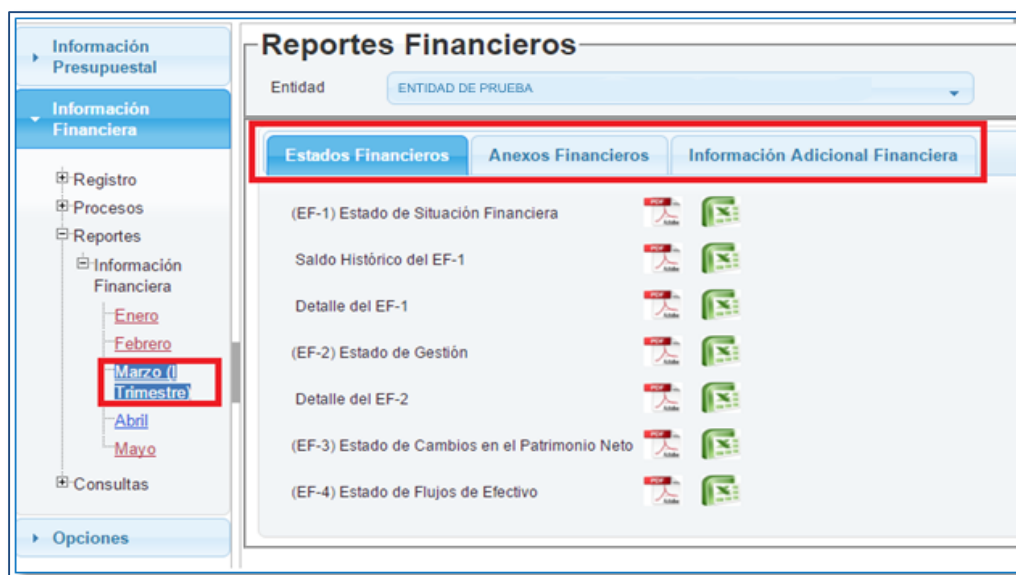 Información
Presupuestal
Información
Financiera
Registro
Procesos
Reportes
Información
Financiera
Enero
Febrero
Marzo (I
Trimestre)
Abril
Mayo
Consultas
Opciones
Reportes Financieros
Entidad ENTIDAD DE PRUEBA
Estados Financieros Anexos Financieros Información Adicional Financiera
(EF-1) Estado de Situación Financiera
Saldo Histórico del EF-1
Detalle del EF-1
(EF-2) Estado de Gestión
Detalle del EF-2
(EF-3) Estado de Cambios en el Patrimonio Neto
(EF-4) Estado de Flujos de Efectivo